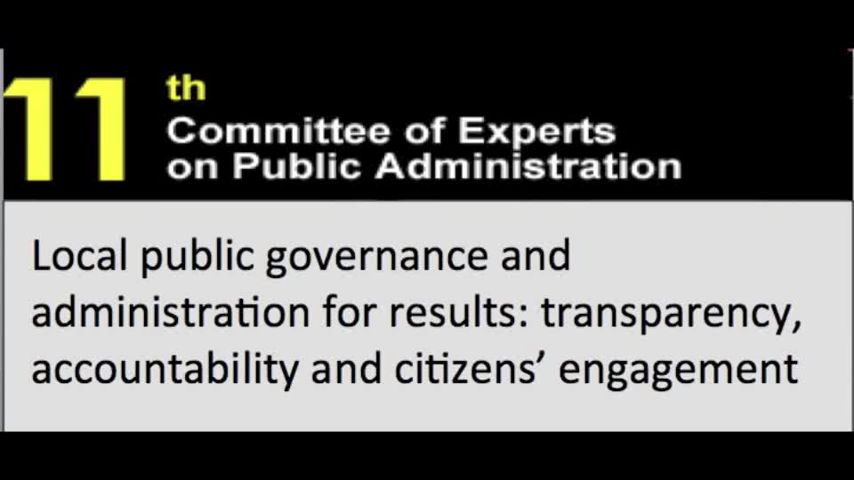 11th
Committee of Experts
on Public Administration
Local public governance and
administration for results: transparency,
accountability and citizens’ engagement